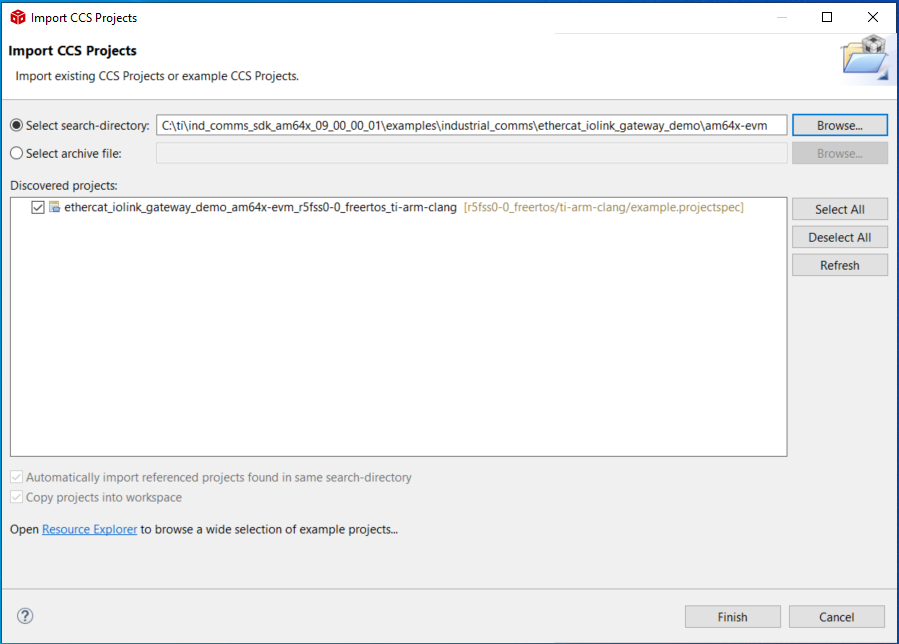 Import CCS Projects
Import CCS Projects
Import existing CCS Projects or example CCS Projects.
Select search-directory: C:\ti\ind_comms_sdk_am64x_09_00_00_01\examples\industrial_comms\ethercat_iolink_gateway_demo\am64x-evm Browse...
Select archive file: Browse...
Discovered projects:
ethercat_iolink_gateway_demo_am64x-evm_r5fss0-0_freertos_ti-arm-clang [r5fss0-0_freertos/ti-arm-clang/example.projectspec]
Select All
Deselect All
Refresh
Automatically import referenced projects found in same search-directory
Copy projects into workspace
Open Resource Explorer to browse a wide selection of example projects...
? Finish Cancel